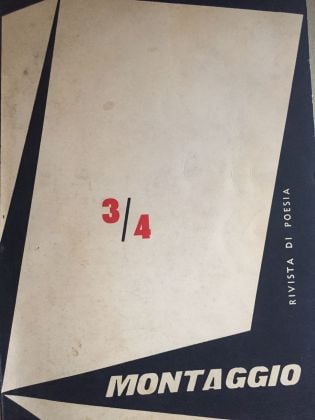 3/4
RIVISTA DI POESIA
MONTAGGIO